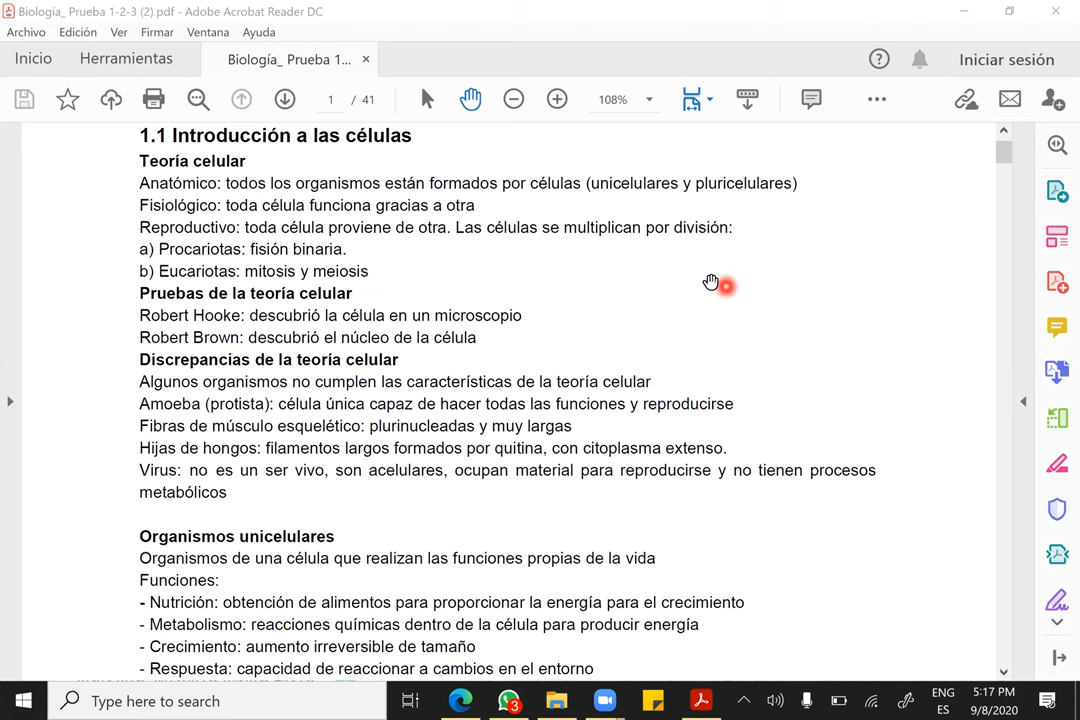 Biología_ Prueba 1-2-3 (2).pdf - Adobe Acrobat Reader DC
Archivo Edición Ver Firmar Ventana Ayuda
Inicio Herramientas Biología_ Prueba 1... × Iniciar sesión
1 / 41 108%
1.1 Introducción a las células
Teoría celular
Anatómico: todos los organismos están formados por células (unicelulares y pluricelulares)
Fisiológico: toda célula funciona gracias a otra
Reproductivo: toda célula proviene de otra. Las células se multiplican por división:
a) Procariotas: fisión binaria.
b) Eucariotas: mitosis y meiosis
Pruebas de la teoría celular
Robert Hooke: descubrió la célula en un microscopio
Robert Brown: descubrió el núcleo de la célula
Discrepancias de la teoría celular
Algunos organismos no cumplen las características de la teoría celular
Amoeba (protista): célula única capaz de hacer todas las funciones y reproducirse
Fibras de músculo esquelético: plurinucleadas y muy largas
Hijas de hongos: filamentos largos formados por quitina, con citoplasma extenso.
Virus: no es un ser vivo, son acelulares, ocupan material para reproducirse y no tienen procesos
metabólicos
Organismos unicelulares
Organismos de una célula que realizan las funciones propias de la vida
Funciones:
- Nutrición: obtención de alimentos para proporcionar la energía para el crecimiento
- Metabolismo: reacciones químicas dentro de la célula para producir energía
- Crecimiento: aumento irreversible de tamaño
- Respuesta: capacidad de reaccionar a cambios en el entorno
Type here to search
3
ENG
ES
5:17 PM
9/8/2020